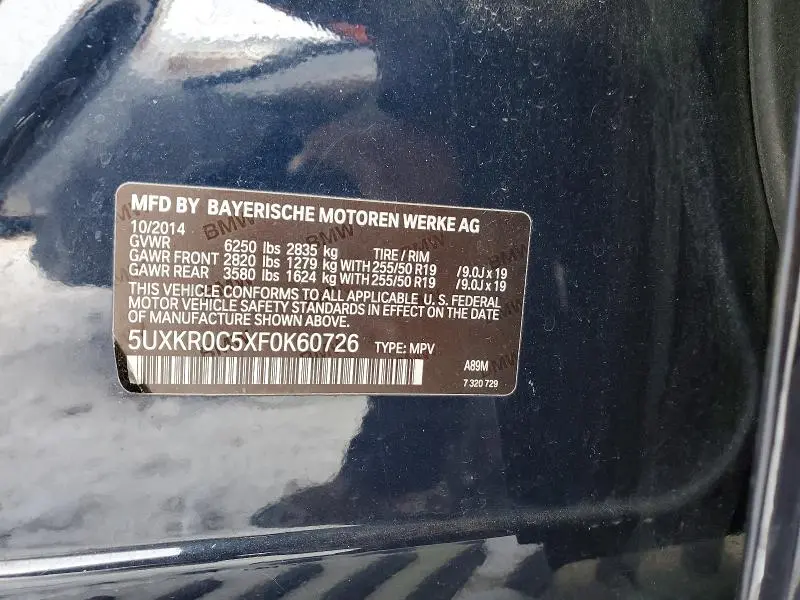 MFD BY BAYERISCHE MOTOREN WERKE AG
10/2014
GVWR 6250 lbs 2835 kg TIRE / RIM
GAWR FRONT 2820 lbs 1279 kg WITH 255/50 R19 /9.0J x 19
GAWR REAR 3580 lbs 1624 kg WITH 255/50 R19 /9.0J x 19
THIS VEHICLE CONFORMS TO ALL APPLICABLE U. S. FEDERAL
MOTOR VEHICLE SAFETY STANDARDS IN EFFECT ON THE DATE
OF MANUFACTURE SHOWN ABOVE.
5UXKR0C5XF0K60726 TYPE: MPV
A89M
7 320 729